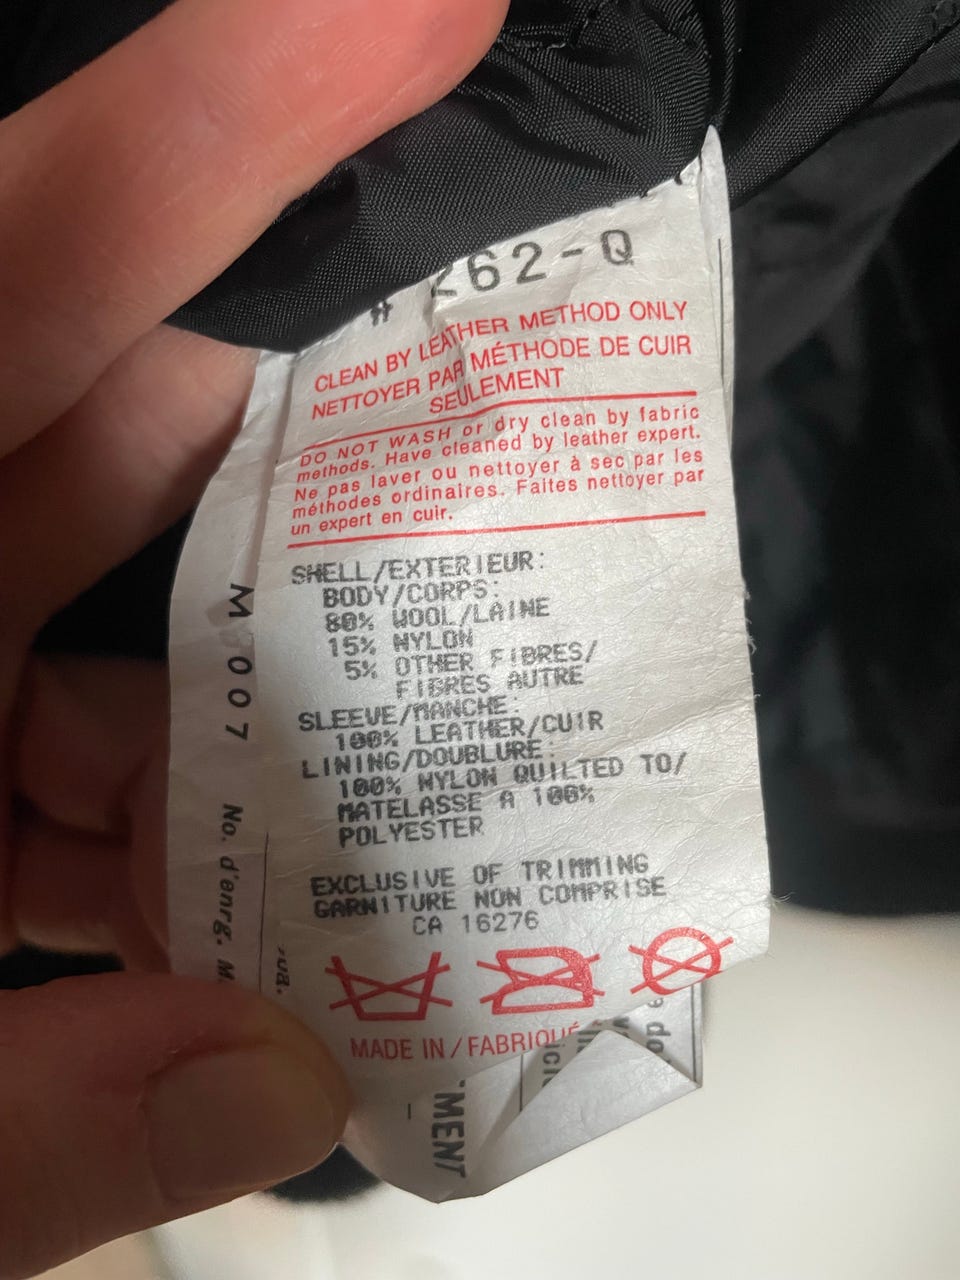 # 262-Q
CLEAN BY LEATHER METHOD ONLY
NETTOYER PAR MÉTHODE DE CUIR
SEULEMENT
DO NOT WASH or dry clean by fabric
methods. Have cleaned by leather expert.
Ne pas laver ou nettoyer à sec par les
méthodes ordinaires. Faites nettoyer par
un expert en cuir.
SHELL/EXTERIEUR:
BODY/CORPS:
80% WOOL/LAINE
15% NYLON
5% OTHER FIBRES/
FIBRES AUTRE
SLEEVE/MANCHE:
100% LEATHER/CUIR
LINING/DOUBLURE:
100% NYLON QUILTED TO/
MATELASSE A 100%
POLYESTER
EXCLUSIVE OF TRIMMING
GARNITURE NON COMPRISE
CA 16276
MADE IN/FABRIQUÉ
M 007
No. d'enrg.